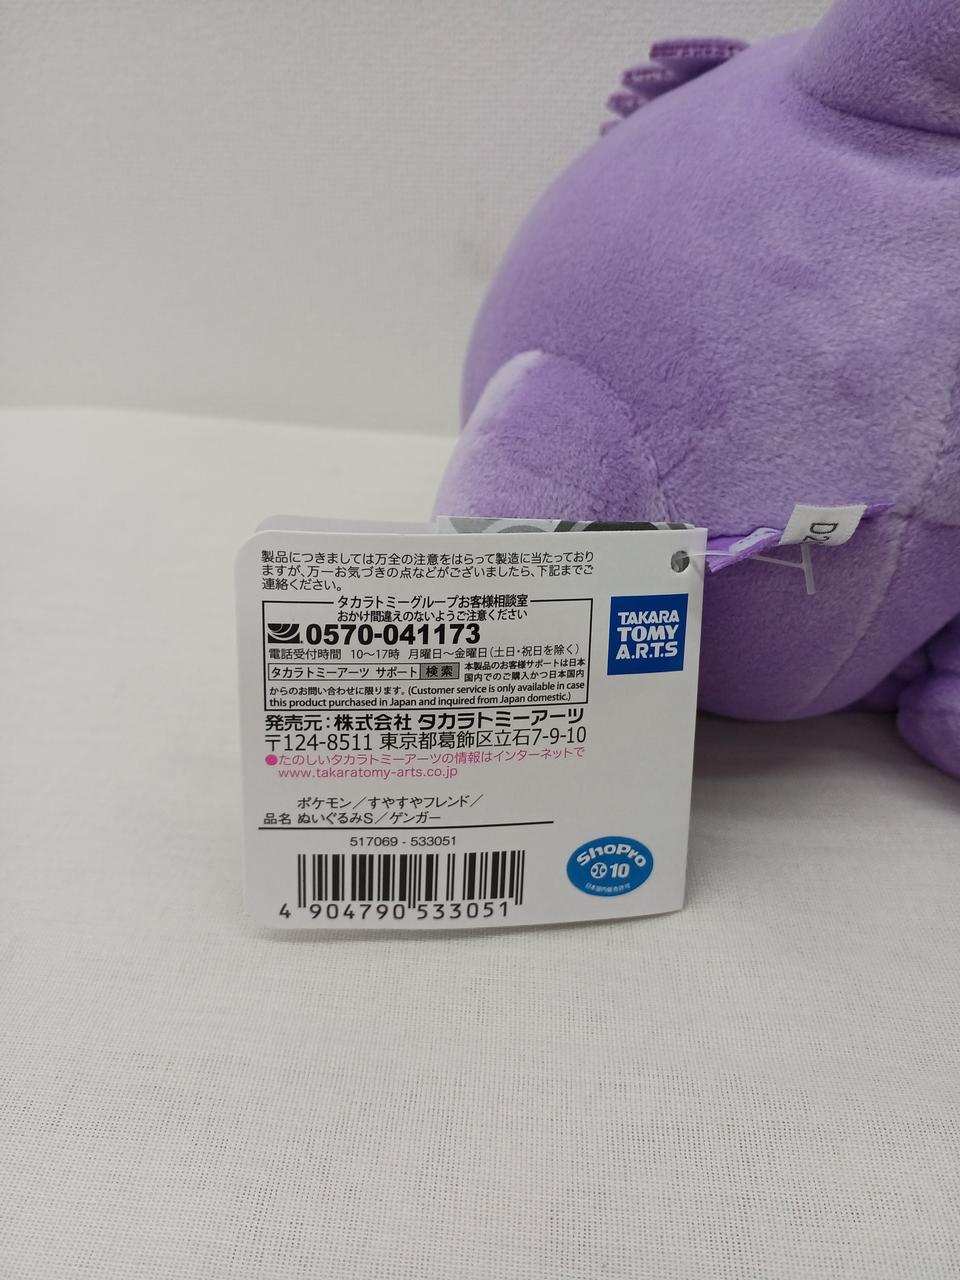 製品につきましては万全の注意をはらって製造に当たっており
ますが、万一お気づきの点などがございましたら、下記までご
連絡ください。
タカラトミーグループお客様相談室
おかけ間違えのないようご注意ください
0570-041173
電話受付時間 10〜17時 月曜日〜金曜日(土日・祝日を除く)
タカラトミーアーツ サポート 検索
本製品のお客様サポートは日本
国内でのご購入かつ日本国内
からのお問い合わせに限ります。(Customer service is only available in case
this product purchased in Japan and inquired from Japan domestic.)
発売元:株式会社 タカラトミーアーツ
〒124-8511 東京都葛飾区立石7-9-10
●たのしいタカラトミーアーツの情報はインターネットで
www.takaratomy-arts.co.jp
ポケモン/すやすやフレンド/
品名 ぬいぐるみS/ゲンガー
517069 - 533051
4 904790 533051
TAKARA
TOMY
A.R.T.S
ShoPro
10
日本国内販売許可
D2